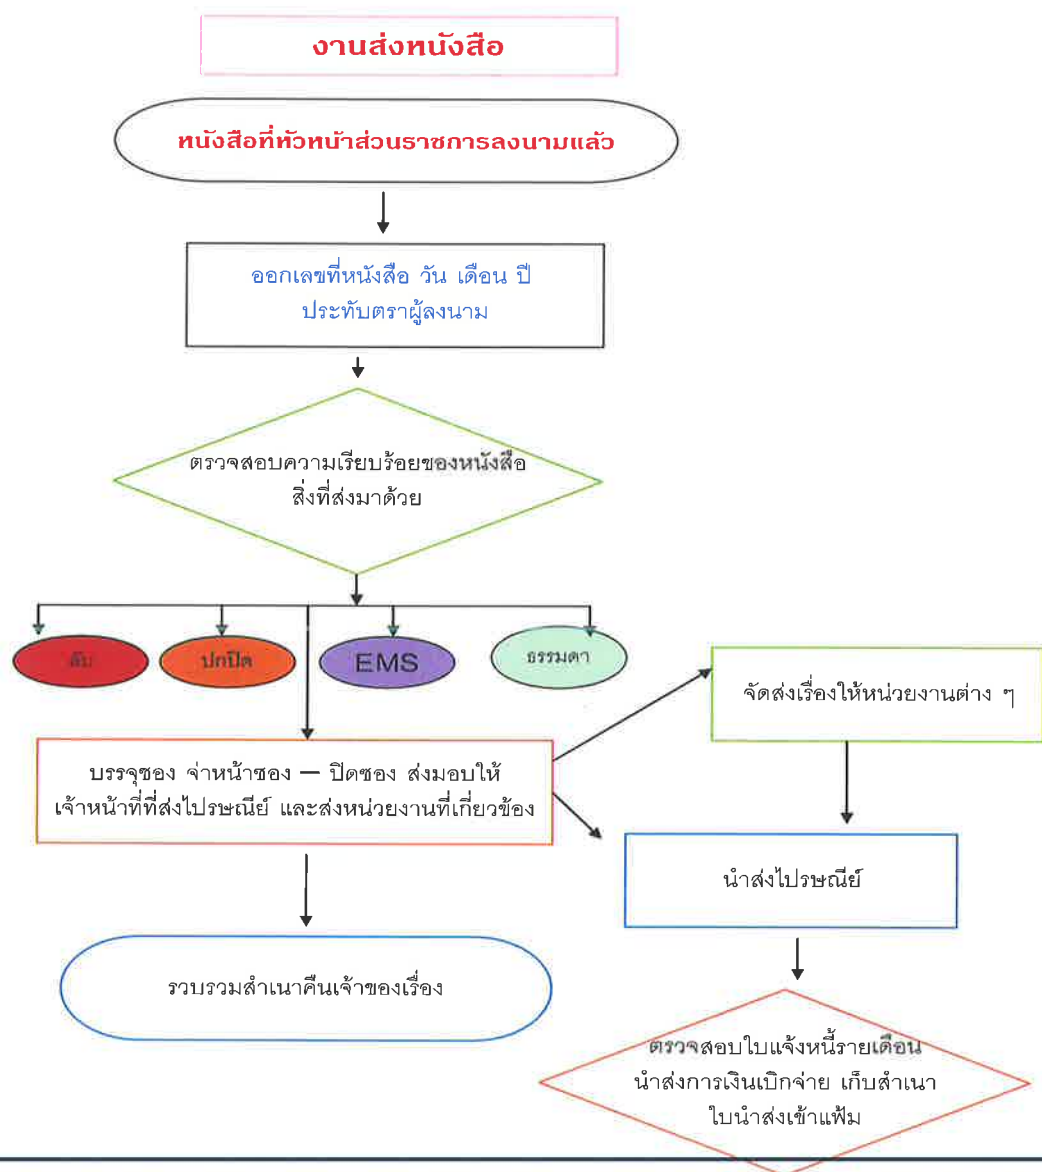 งานส่งหนังสือ
หนังสือที่หัวหน้าส่วนราชการลงนามแล้ว
ออกเลขที่หนังสือ วัน เดือน ปี
ประทับตราผู้ลงนาม
ตรวจสอบความเรียบร้อยของหนังสือ
สิ่งที่ส่งมาด้วย
ลับ
ปกปิด
EMS
ธรรมดา
จัดส่งเรื่องให้หน่วยงานต่าง ๆ
บรรจุซอง จ่าหน้าซอง – ปิดซอง ส่งมอบให้
เจ้าหน้าที่ที่ส่งไปรษณีย์ และส่งหน่วยงานที่เกี่ยวข้อง
นำส่งไปรษณีย์
รวบรวมสำเนาคืนเจ้าของเรื่อง
ตรวจสอบใบแจ้งหนี้รายเดือน
นำส่งการเงินเบิกจ่าย เก็บสำเนา
ใบนำส่งเข้าแฟ้ม